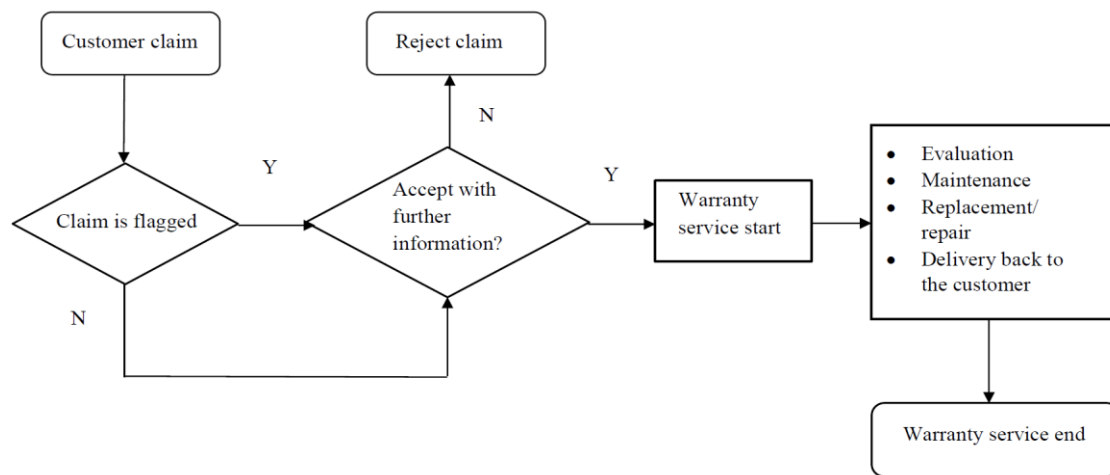 Customer claim
Reject claim
N
Y
Claim is flagged
Accept with
further
information?
Y
Warranty
service start
• Evaluation
• Maintenance
• Replacement/
repair
• Delivery back to
the customer
N
Warranty service end